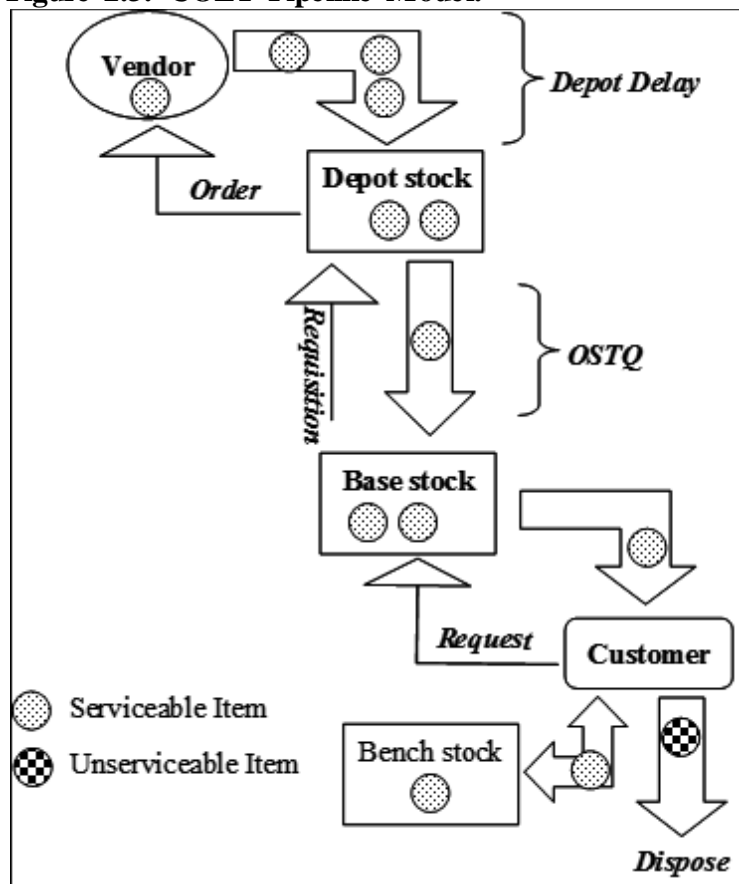 Vendor
Depot Delay
Depot stock
Order
Requisition
OSTQ
Base stock
Request
Customer
Serviceable Item
Unserviceable Item
Bench stock
Dispose